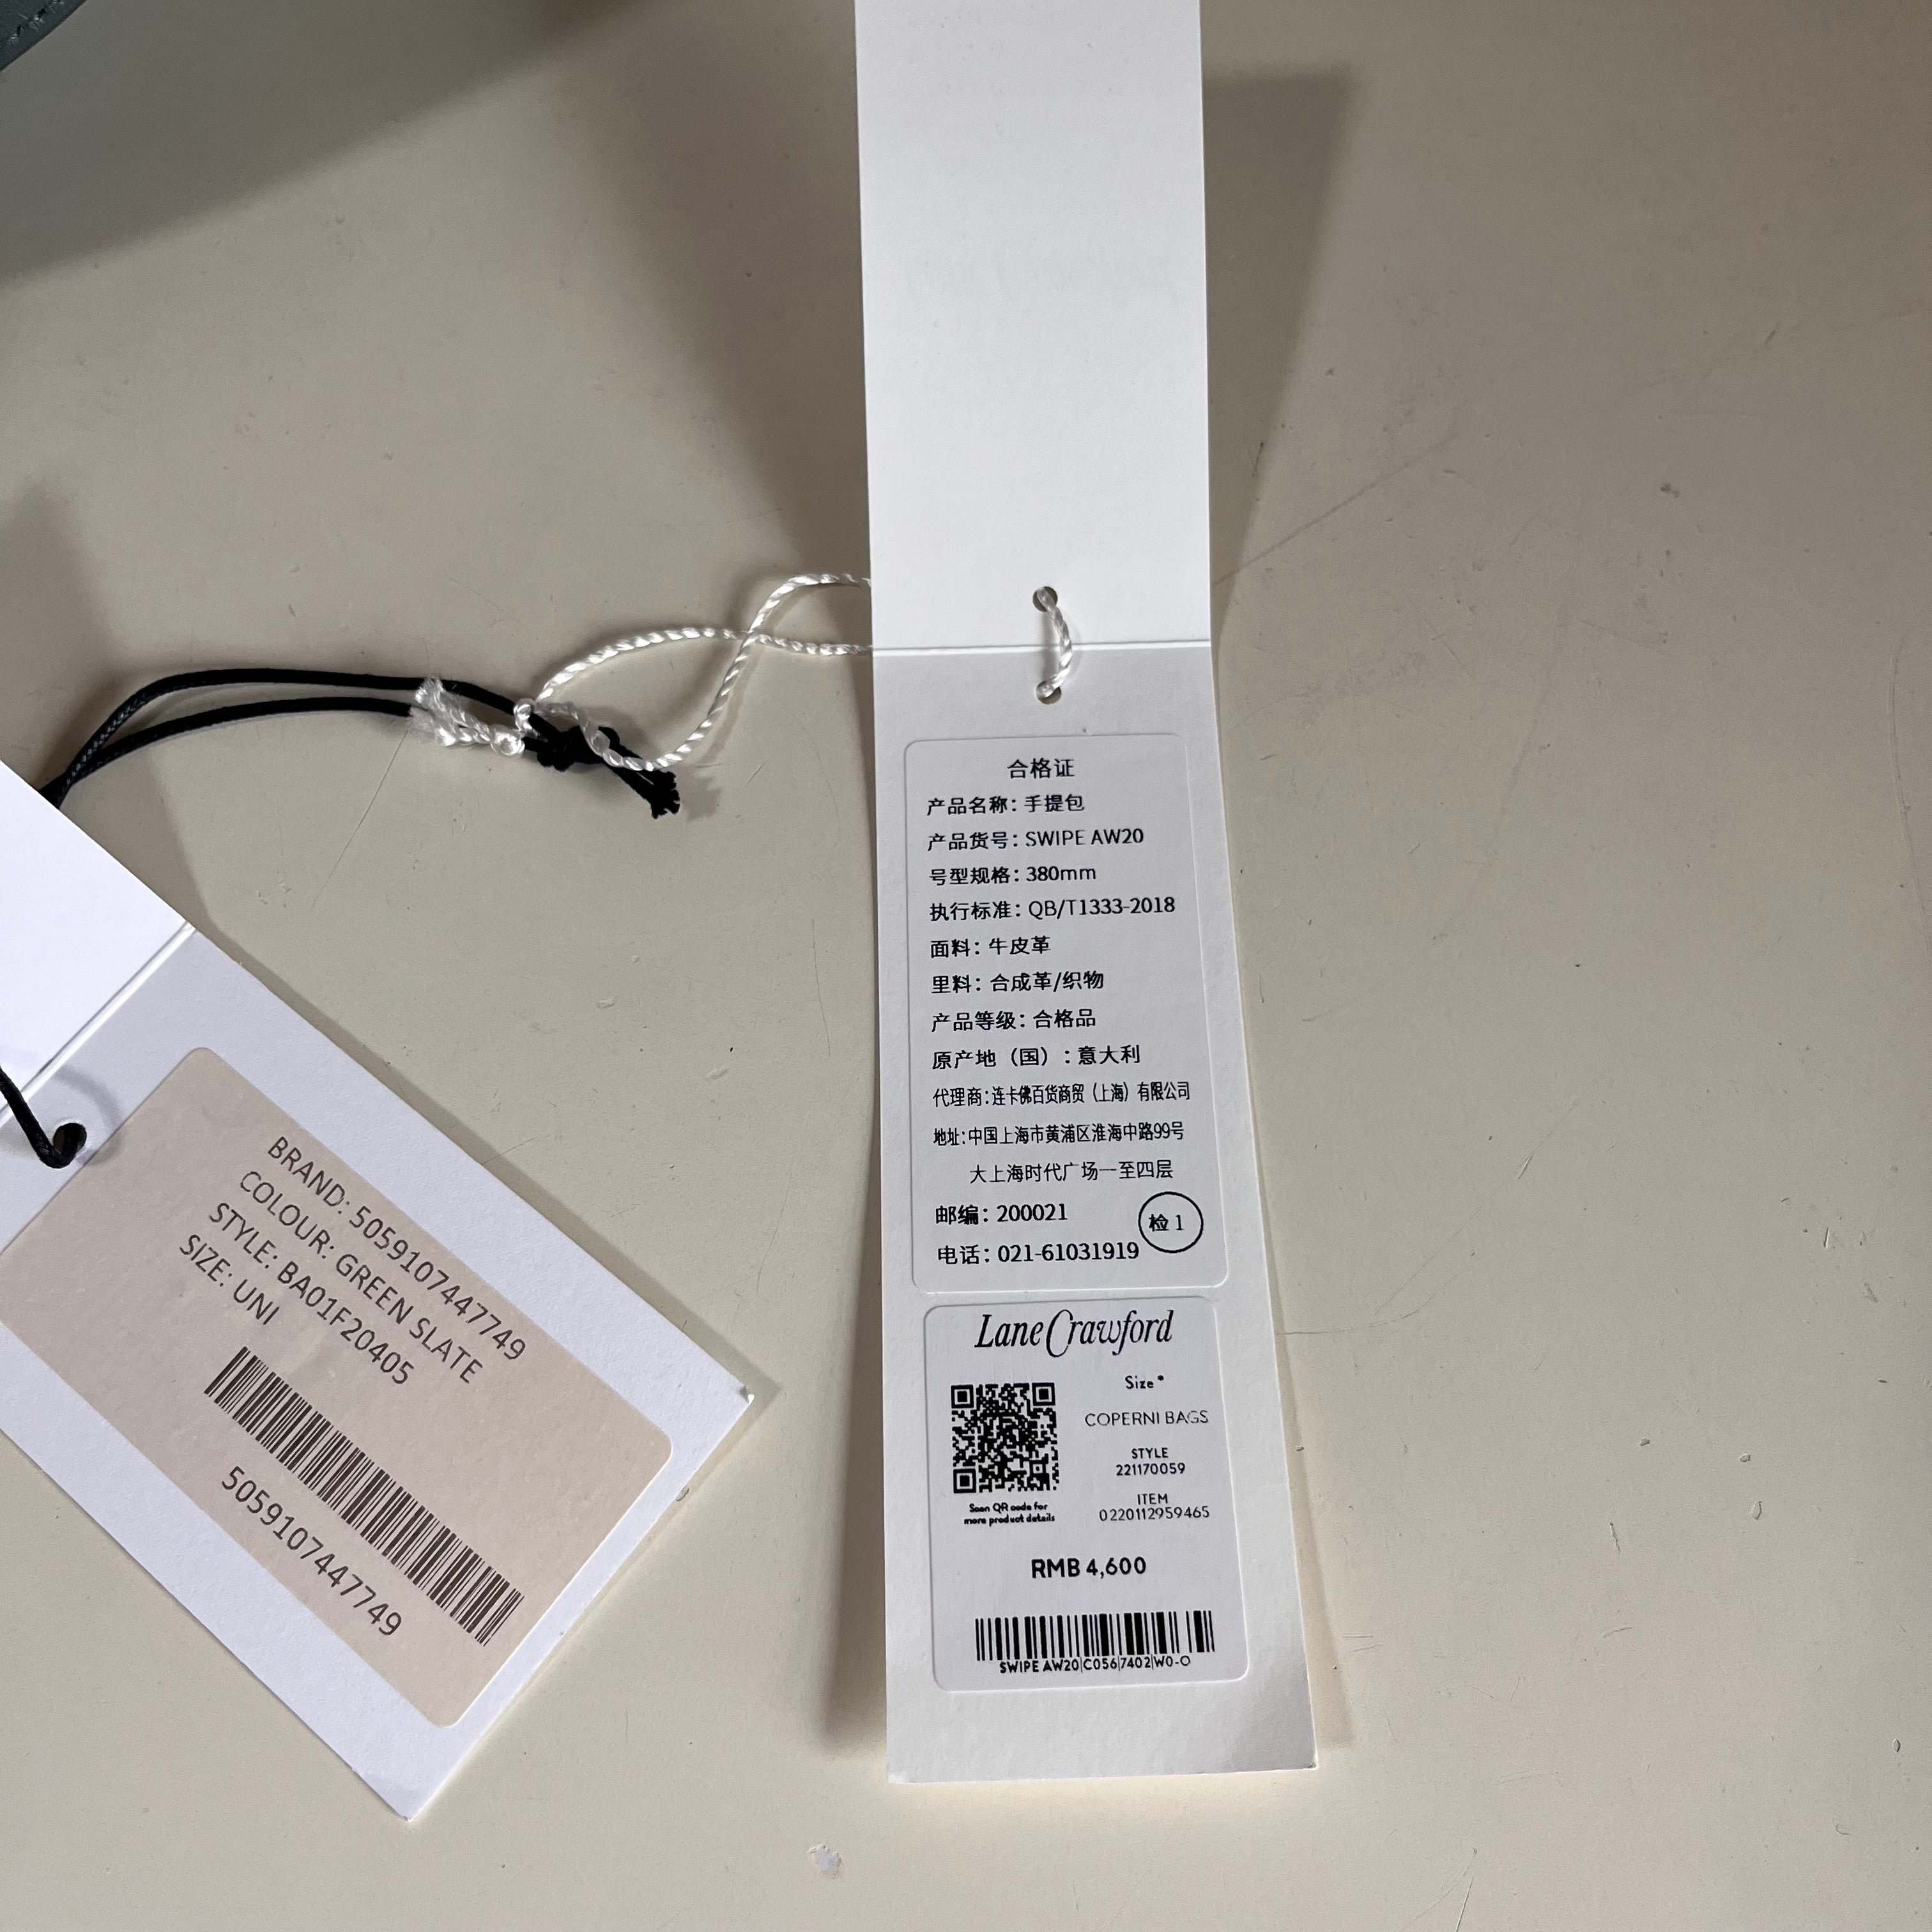 BRAND: 5059107447749
COLOUR: GREEN SLATE
STYLE: BA01F20405
SIZE: UNI
5059107447749
合格证
产品名称：手提包
产品货号：SWIPE AW20
号型规格：380mm
执行标准：QB/T1333-2018
面料：牛皮革
里料：合成革/织物
产品等级：合格品
原产地（国）：意大利
代理商：连卡佛百货商贸（上海）有限公司
地址：中国上海市黄浦区淮海中路99号
大上海时代广场一至四层
邮编：200021
检1
电话：021-61031919
Lane Crawford
Size *
COPERNI BAGS
STYLE
221170059
ITEM
0220112959465
Scan QR code for
more product details
RMB 4,600
SWIPE AW20|C056|7402|W0-O